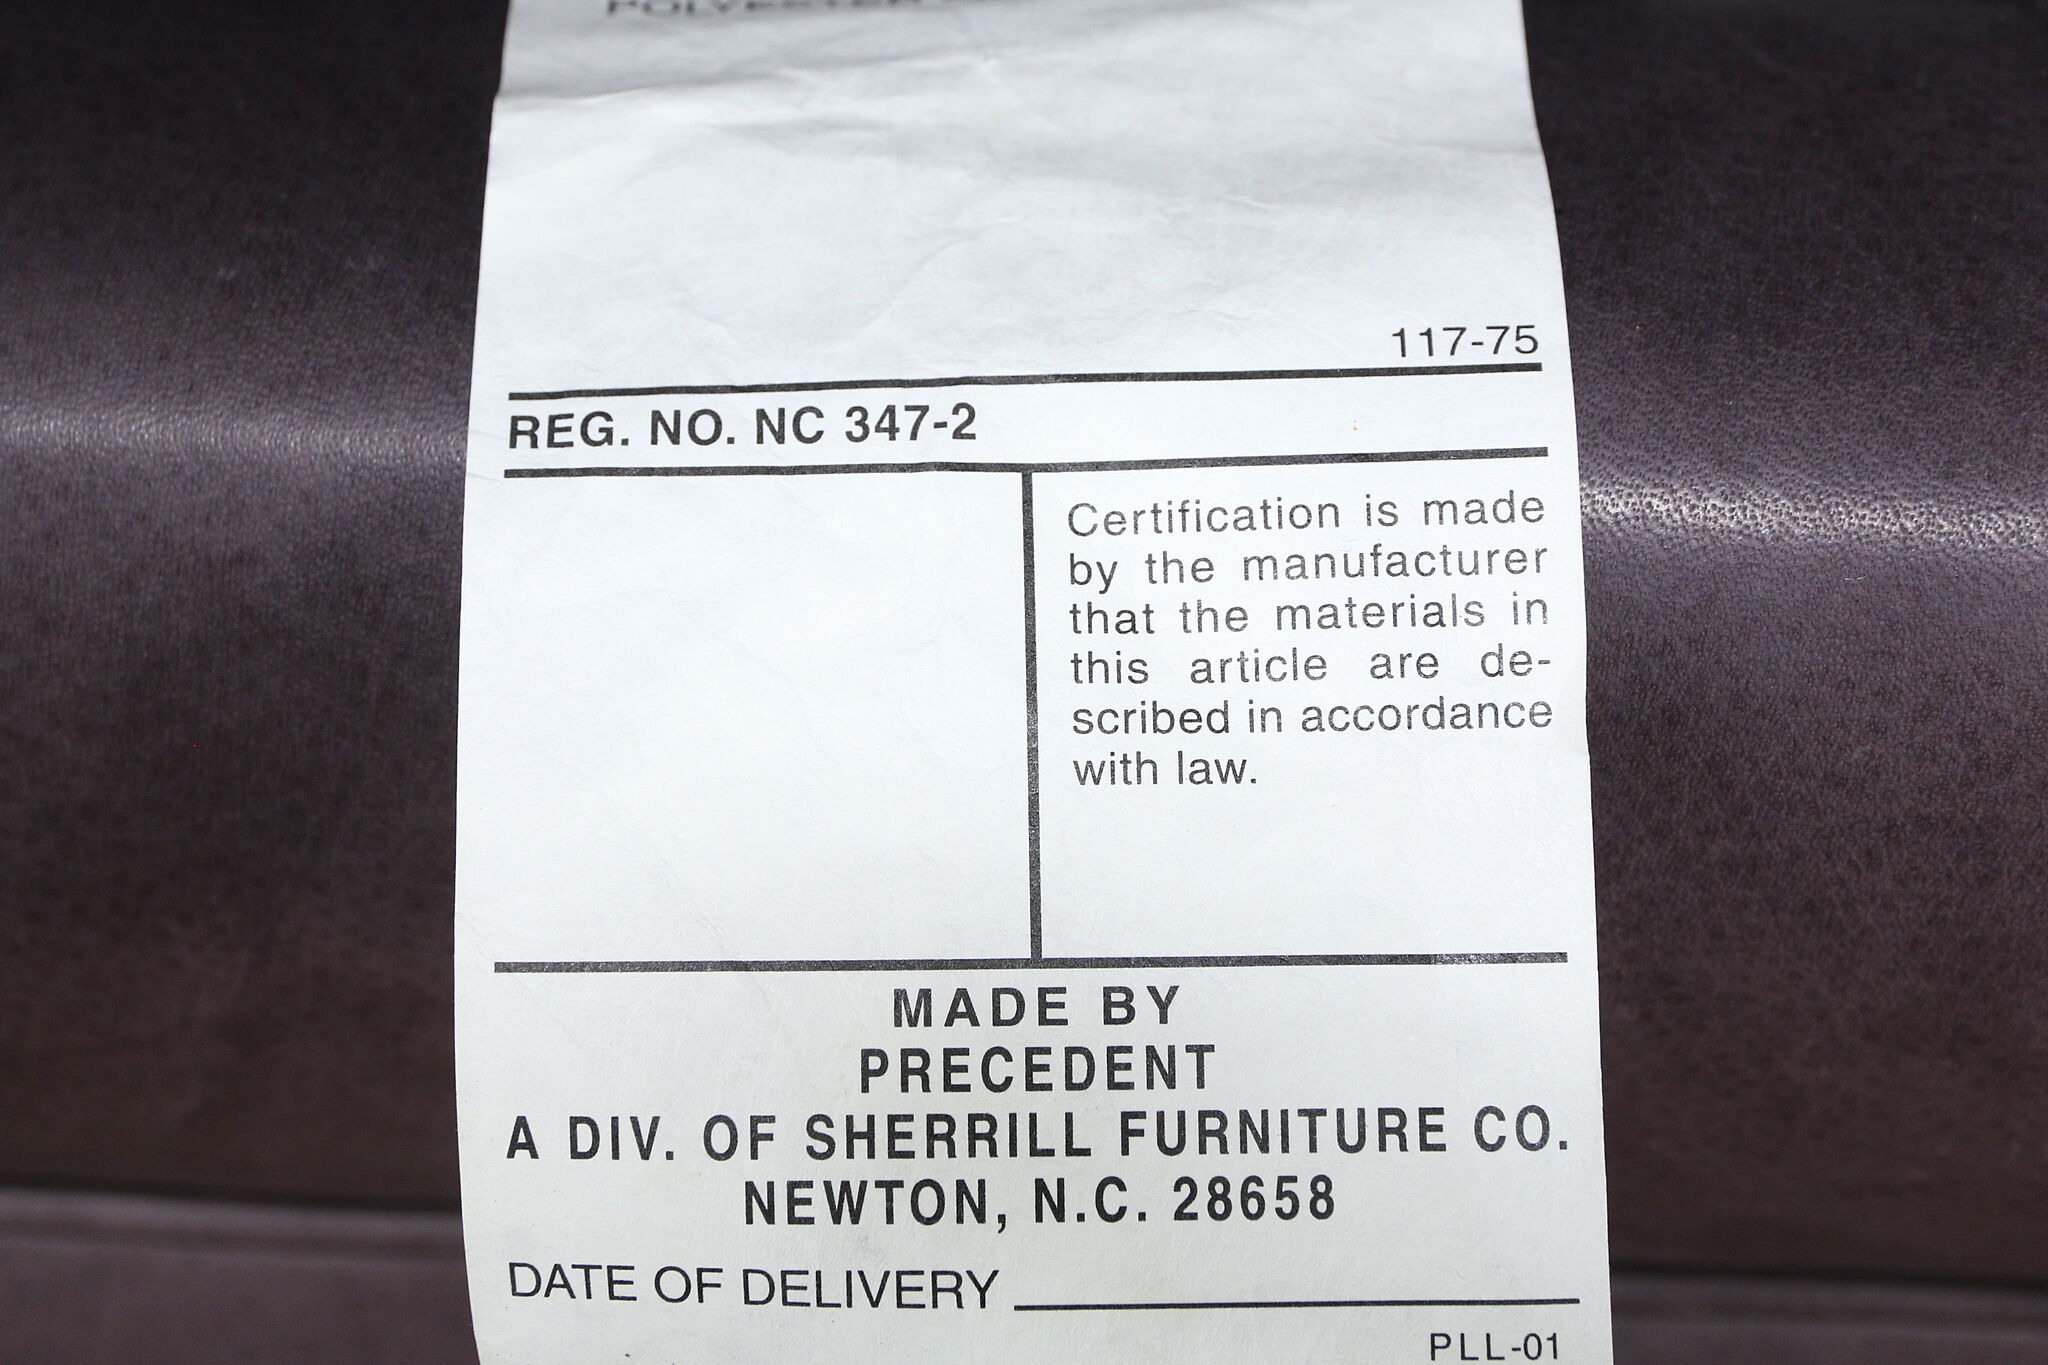 POLYESTER
117-75
REG. NO. NC 347-2
Certification is made
by the manufacturer
that the materials in
this article are de-
scribed in accordance
with law.
MADE BY
PRECEDENT
A DIV. OF SHERRILL FURNITURE CO.
NEWTON, N.C. 28658
DATE OF DELIVERY
PLL-01